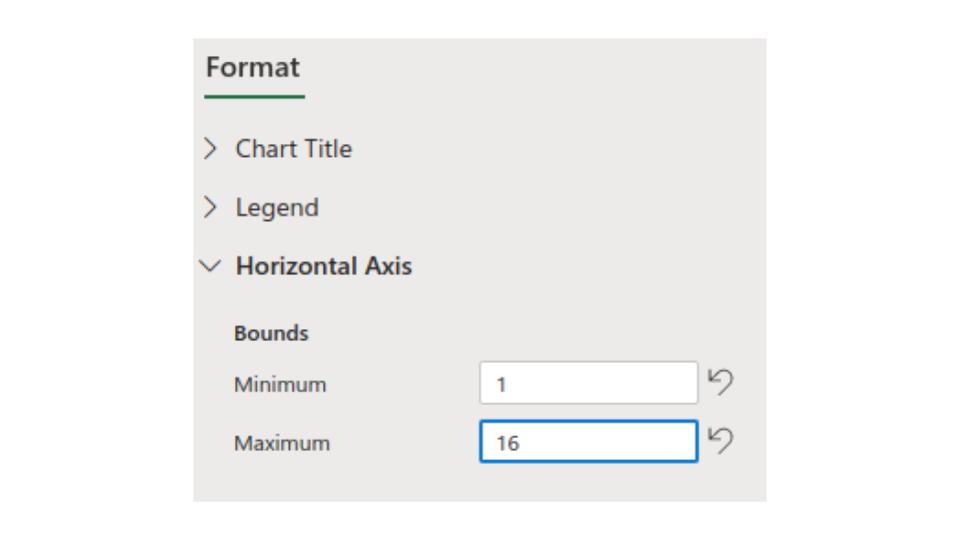 Format
Chart Title
Legend
Horizontal Axis
Bounds
Minimum 1
Maximum 16